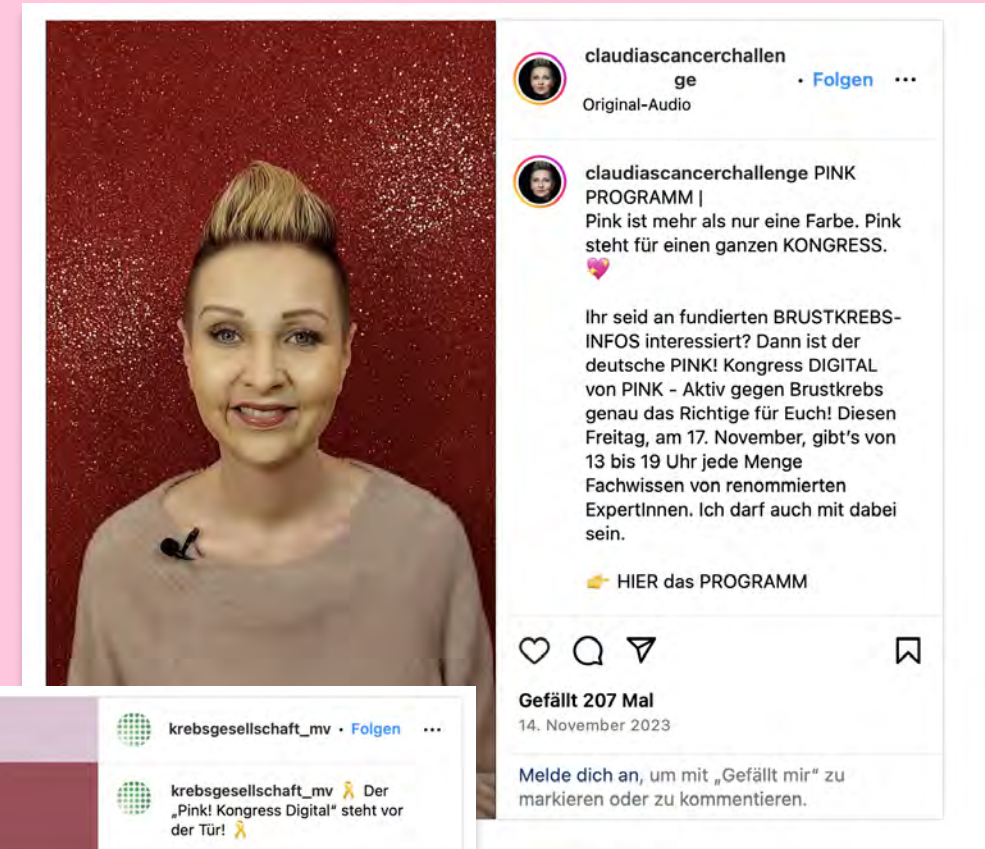 claudiascancerchallen
ge
• Folgen •••
Original-Audio
claudiascancerchallenge PINK
PROGRAMM |
Pink ist mehr als nur eine Farbe. Pink
steht für einen ganzen KONGRESS.
💖
Ihr seid an fundierten BRUSTKREBS-
INFOS interessiert? Dann ist der
deutsche PINK! Kongress DIGITAL
von PINK - Aktiv gegen Brustkrebs
genau das Richtige für Euch! Diesen
Freitag, am 17. November, gibt's von
13 bis 19 Uhr jede Menge
Fachwissen von renommierten
ExpertInnen. Ich darf auch mit dabei
sein.
👉 HIER das PROGRAMM
Gefällt 207 Mal
14. November 2023
Melde dich an, um mit „Gefällt mir“ zu
markieren oder zu kommentieren.
krebsgesellschaft_mv • Folgen •••
krebsgesellschaft_mv 🎗 Der
„Pink! Kongress Digital“ steht vor
der Tür! 🎗